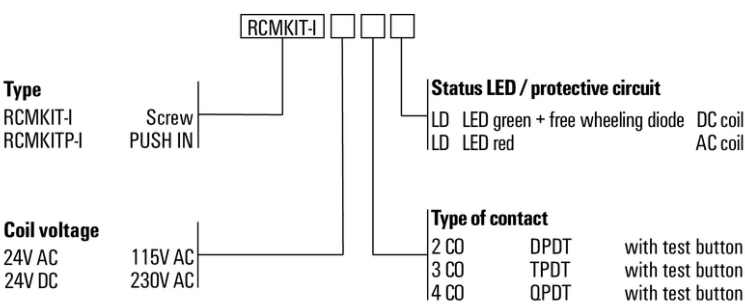 RCMKIT-I
Type
RCMKIT-I Screw
RCMKITP-I PUSH IN
Status LED / protective circuit
LD LED green + free wheeling diode DC coil
LD LED red AC coil
Coil voltage
24V AC 115V AC
24V DC 230V AC
Type of contact
2 CO DPDT with test button
3 CO TPDT with test button
4 CO QPDT with test button